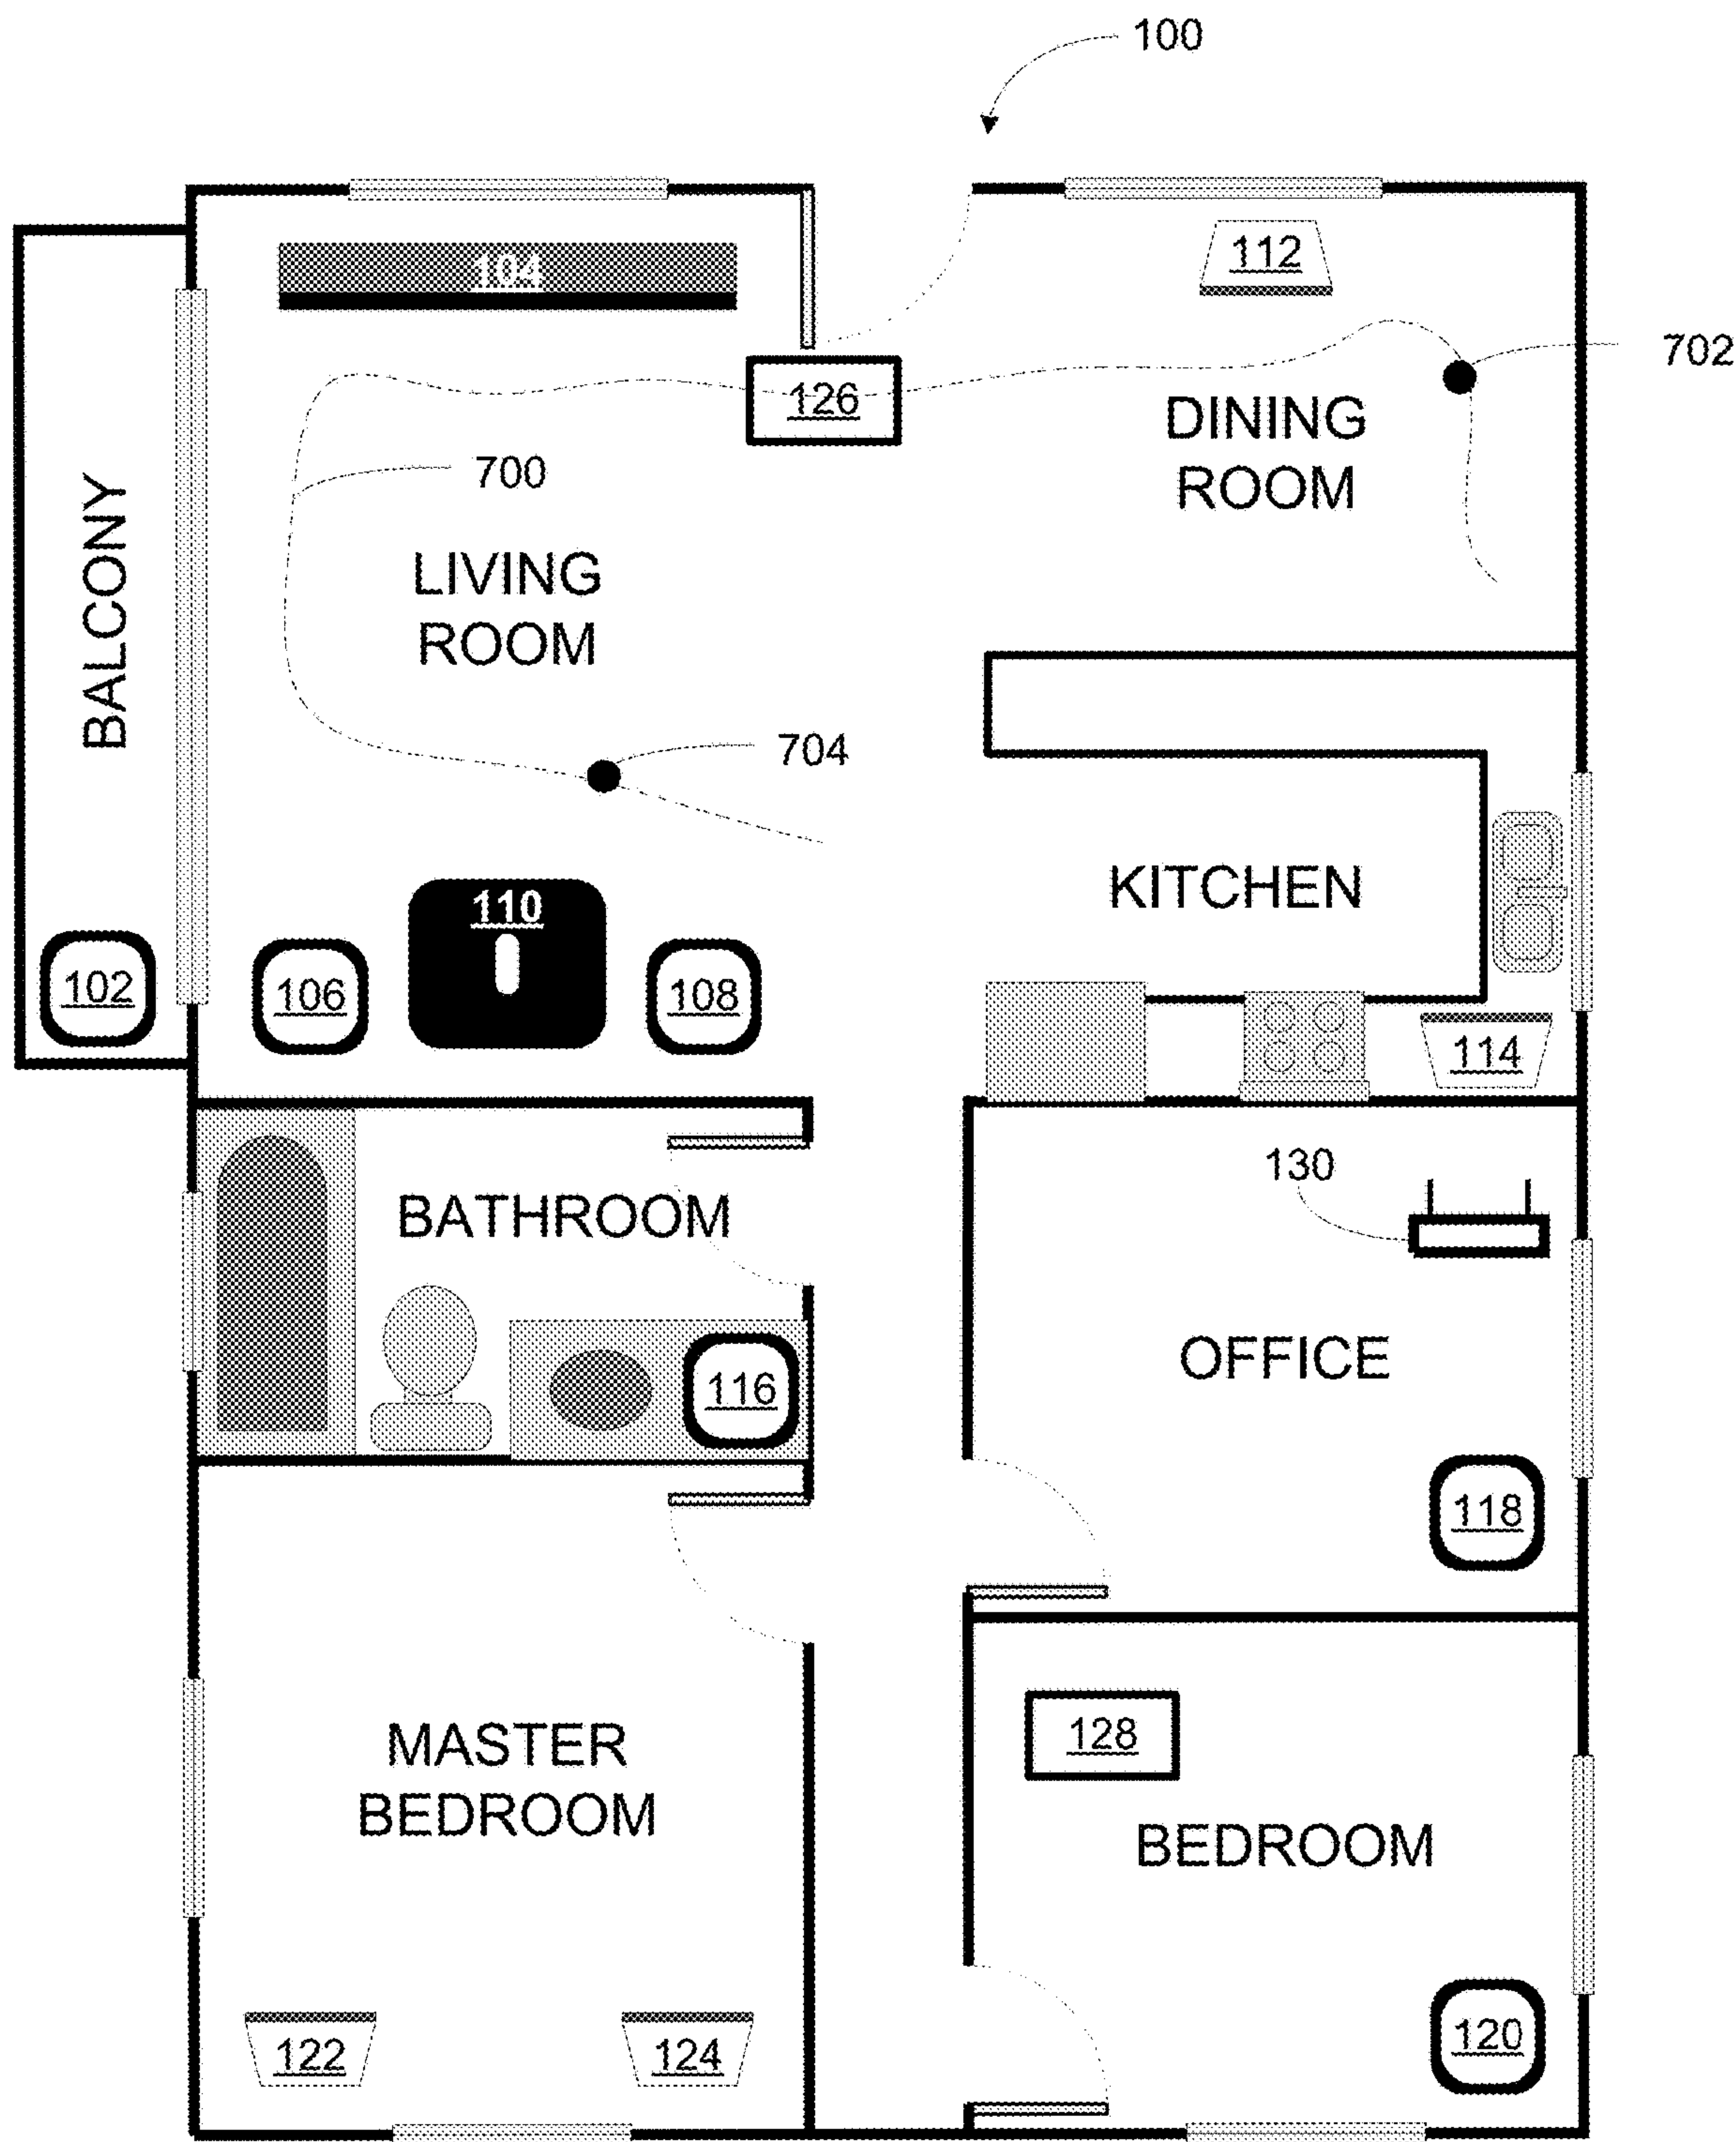 100
104
112
702
126
DINING
ROOM
700
LIVING
ROOM
BALCONY
704
KITCHEN
110
102
106
108
114
130
BATHROOM
OFFICE
116
118
128
MASTER
BEDROOM
BEDROOM
120
122
124